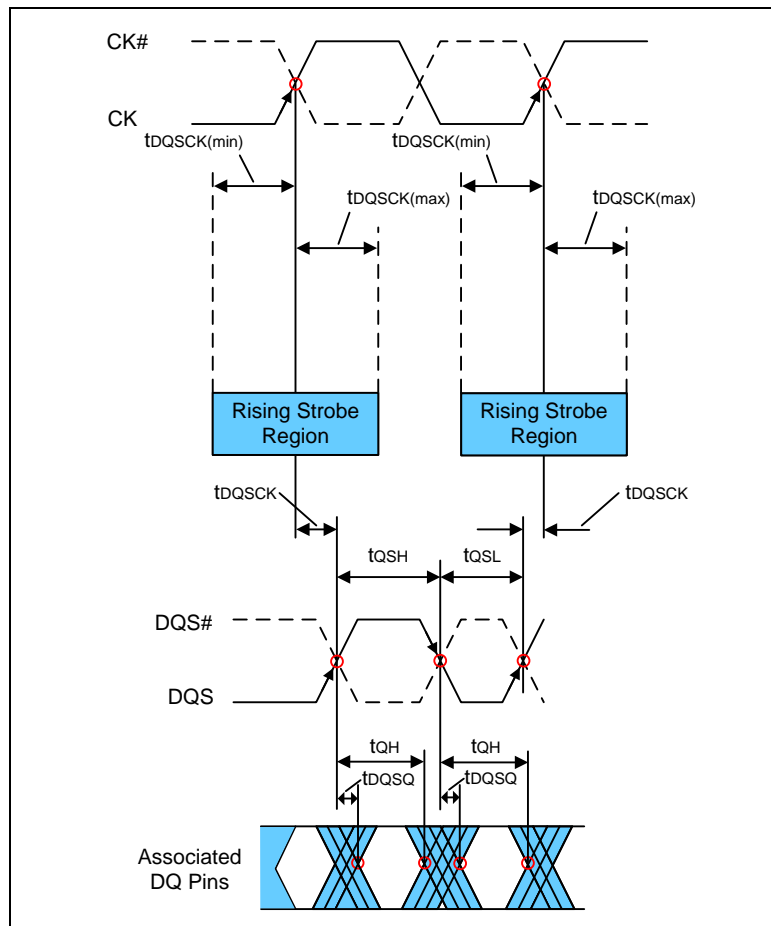 CK#
CK
tDQSCK(min)
tDQSCK(min)
tDQSCK(max)
tDQSCK(max)
Rising Strobe
Region
Rising Strobe
Region
tDQSCK
tDQSCK
tQSH
tQSL
DQS#
DQS
tQH
tQH
tDQSQ
tDQSQ
Associated
DQ Pins